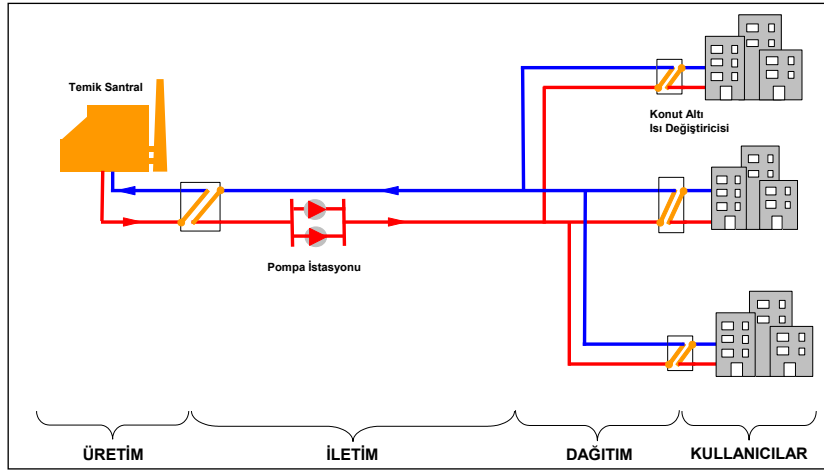 Temik Santral
Konut Altı
Isı Değiştiricisi
Pompa İstasyonu
ÜRETİM
İLETİM
DAĞITIM
KULLANICILAR